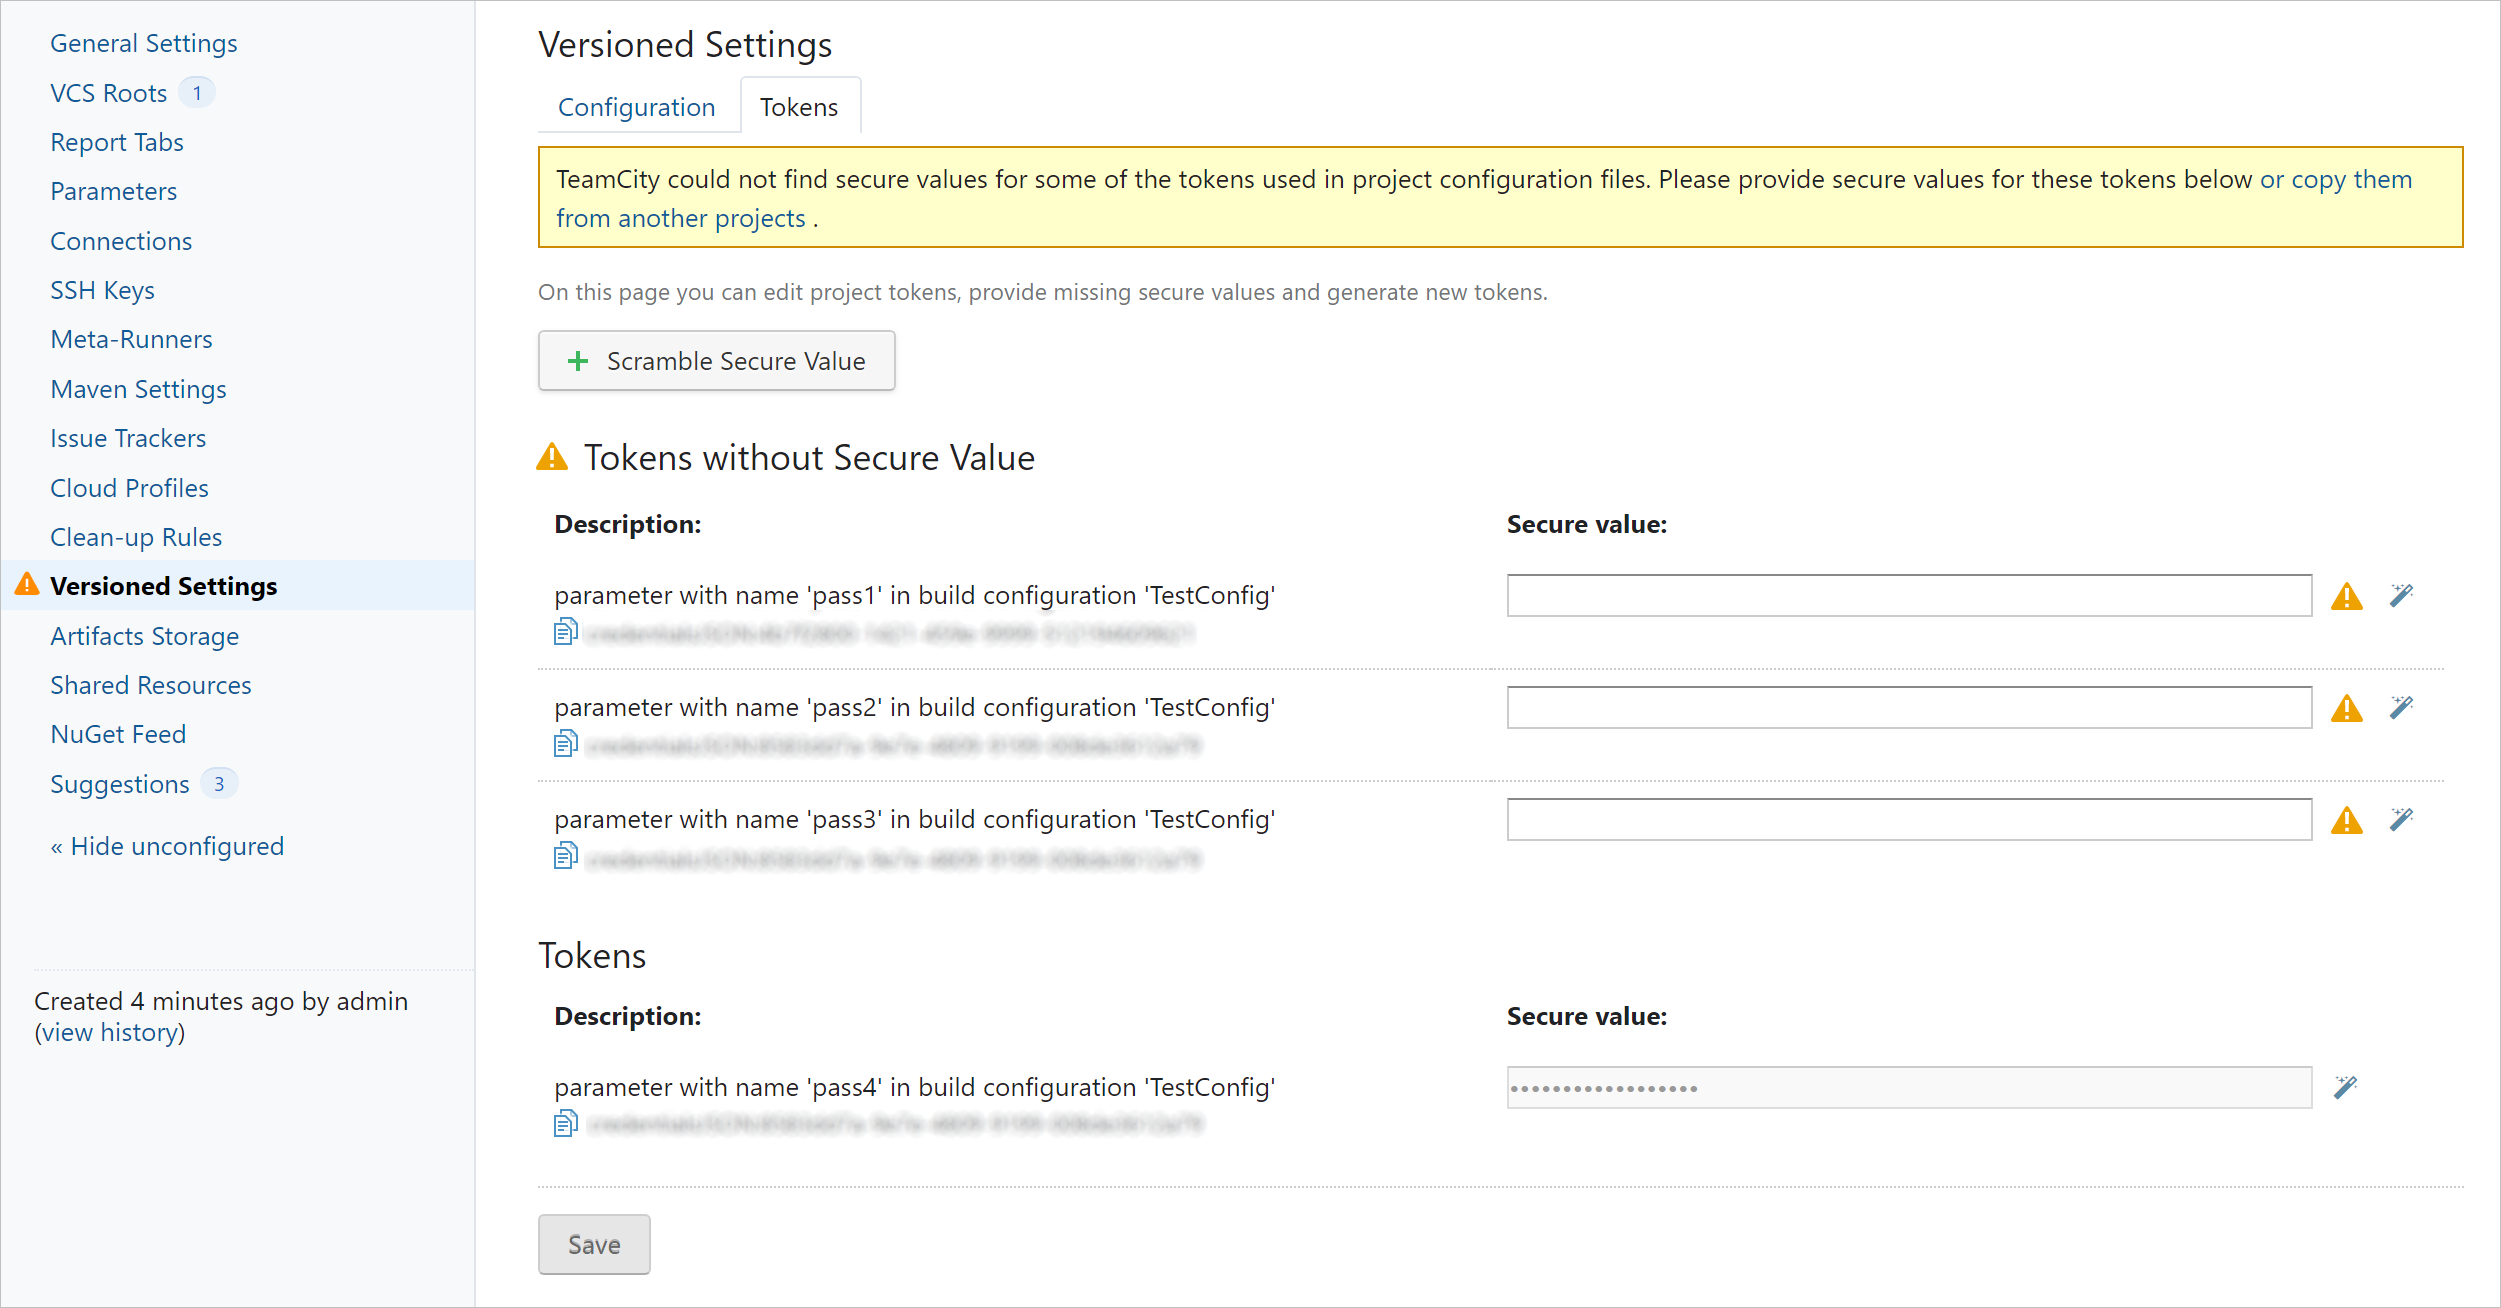 General Settings
VCS Roots 1
Report Tabs
Parameters
Connections
SSH Keys
Meta-Runners
Maven Settings
Issue Trackers
Cloud Profiles
Clean-up Rules
Versioned Settings
Artifacts Storage
Shared Resources
NuGet Feed
Suggestions 3
« Hide unconfigured
Created 4 minutes ago by admin
(view history)
Versioned Settings
Configuration Tokens
TeamCity could not find secure values for some of the tokens used in project configuration files. Please provide secure values for these tokens below or copy them
from another projects .
On this page you can edit project tokens, provide missing secure values and generate new tokens.
Scramble Secure Value
Tokens without Secure Value
Description: Secure value:
parameter with name 'pass1' in build configuration 'TestConfig'
parameter with name 'pass2' in build configuration 'TestConfig'
parameter with name 'pass3' in build configuration 'TestConfig'
Tokens
Description: Secure value:
parameter with name 'pass4' in build configuration 'TestConfig' ••••••••••••••••••
Save